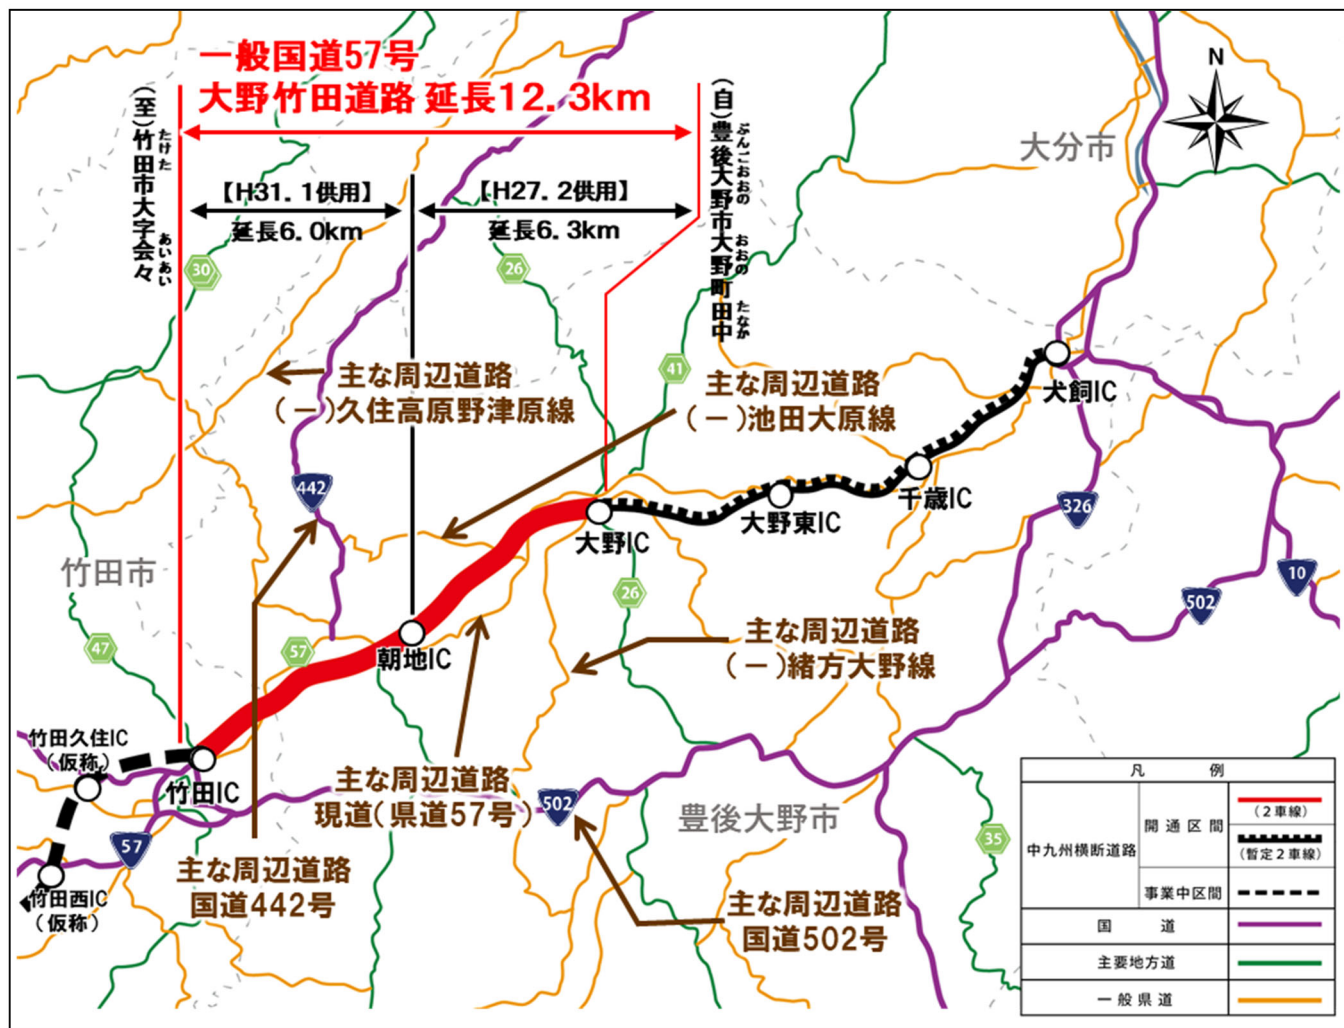 一般国道57号
大野竹田道路 延長12.3km
(至)竹田市大字会々
たけた
あいあい
(自)豊後大野市大野町田中
ぶんごおおの
おおの
たなか
【H31.1供用】
延長6.0km
【H27.2供用】
延長6.3km
N
大分市
30
26
41
主な周辺道路
(一)久住高原野津原線
主な周辺道路
(一)池田大原線
犬飼IC
442
千歳IC
大野東IC
大野IC
326
竹田市
10
502
26
47
57
朝地IC
主な周辺道路
(一)緒方大野線
竹田久住IC
(仮称)
竹田IC
主な周辺道路
現道(県道57号)
502
豊後大野市
57
35
主な周辺道路
国道442号
竹田西IC
(仮称)
主な周辺道路
国道502号
凡 例
中九州横断道路
開通区間
(2車線)
(暫定2車線)
事業中区間
国 道
主要地方道
一般県道